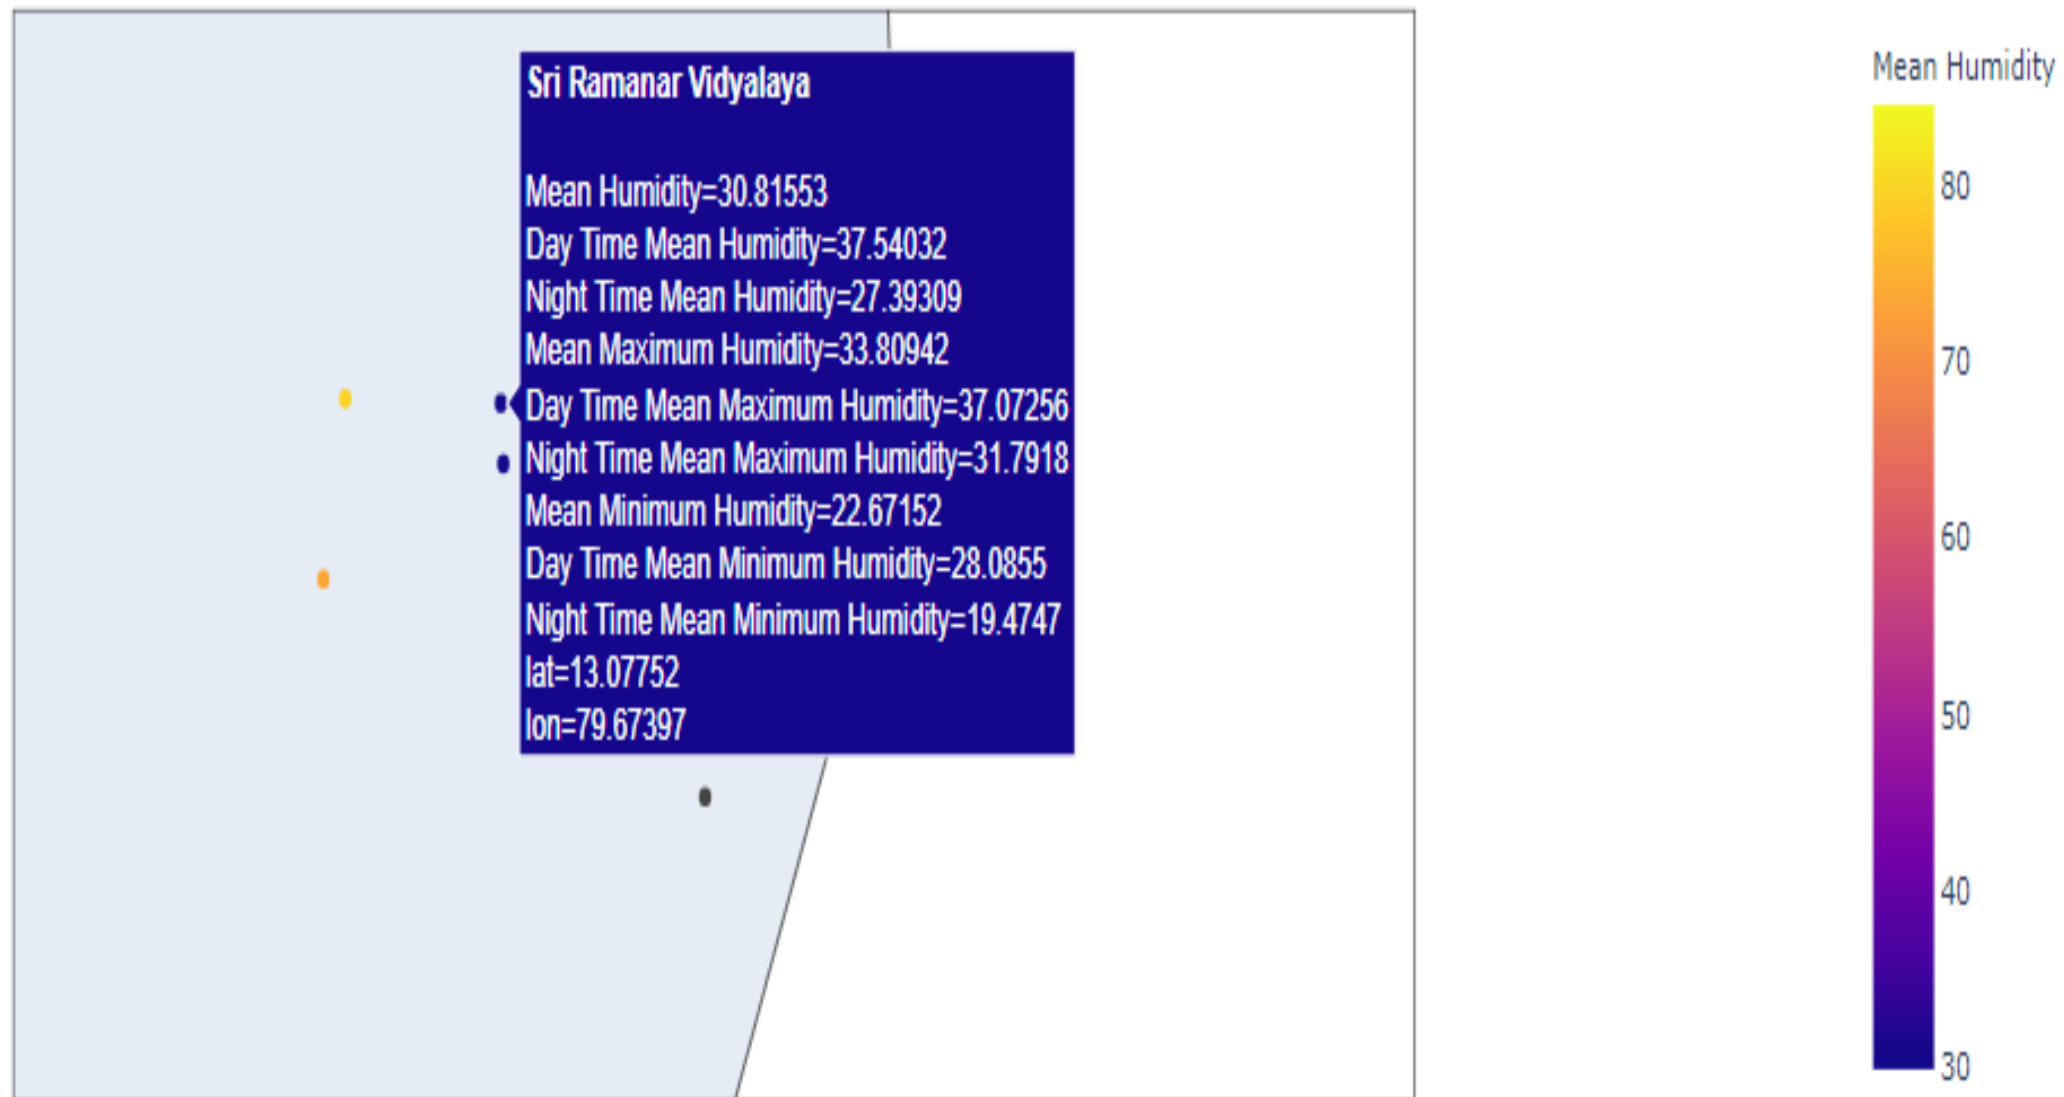 Sri Ramanar Vidyalaya
Mean Humidity=30.81553
Day Time Mean Humidity=37.54032
Night Time Mean Humidity=27.39309
Mean Maximum Humidity=33.80942
Day Time Mean Maximum Humidity=37.07256
Night Time Mean Maximum Humidity=31.7918
Mean Minimum Humidity=22.67152
Day Time Mean Minimum Humidity=28.0855
Night Time Mean Minimum Humidity=19.4747
lat=13.07752
lon=79.67397
Mean Humidity
80
70
60
50
40
30